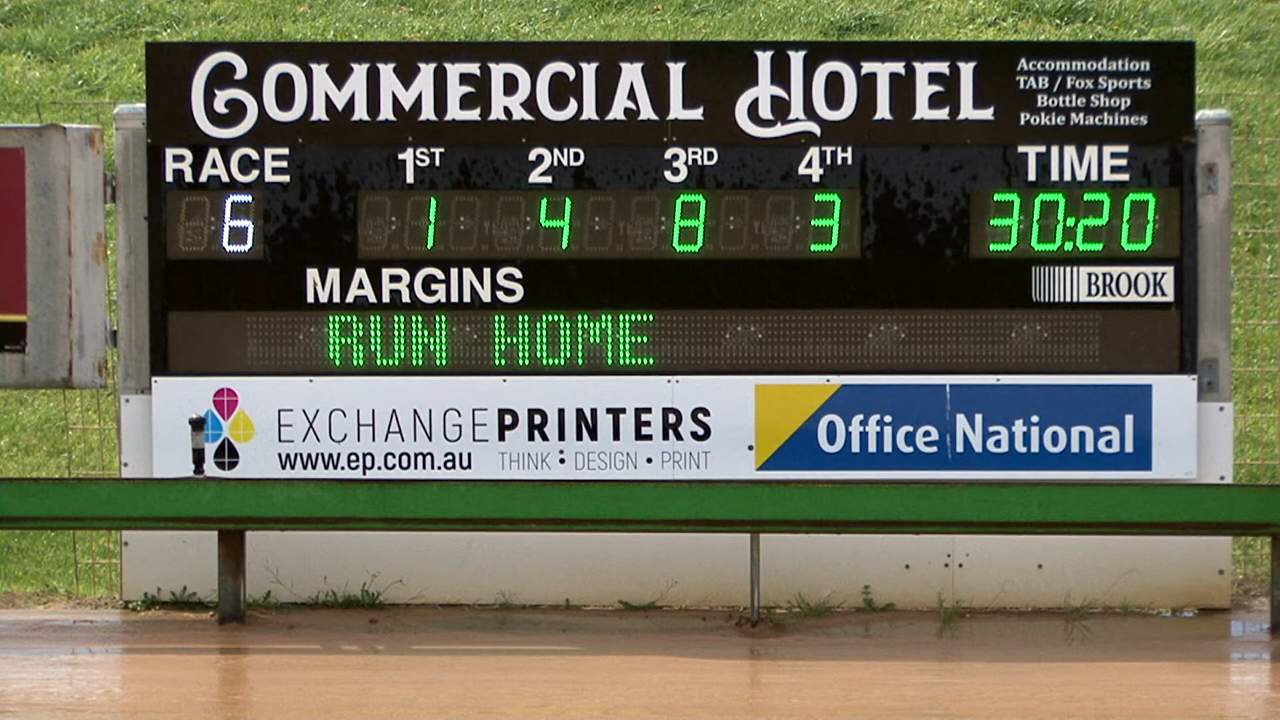 COMMERCIAL HOTEL
Accommodation
TAB / Fox Sports
Bottle Shop
Pokie Machines
RACE 1ST 2ND 3RD 4TH TIME
6 1 4 8 3 30:20
MARGINS
BROOK
RUN HOME
EXCHANGEPRINTERS
www.ep.com.au THINK • DESIGN • PRINT
Office National